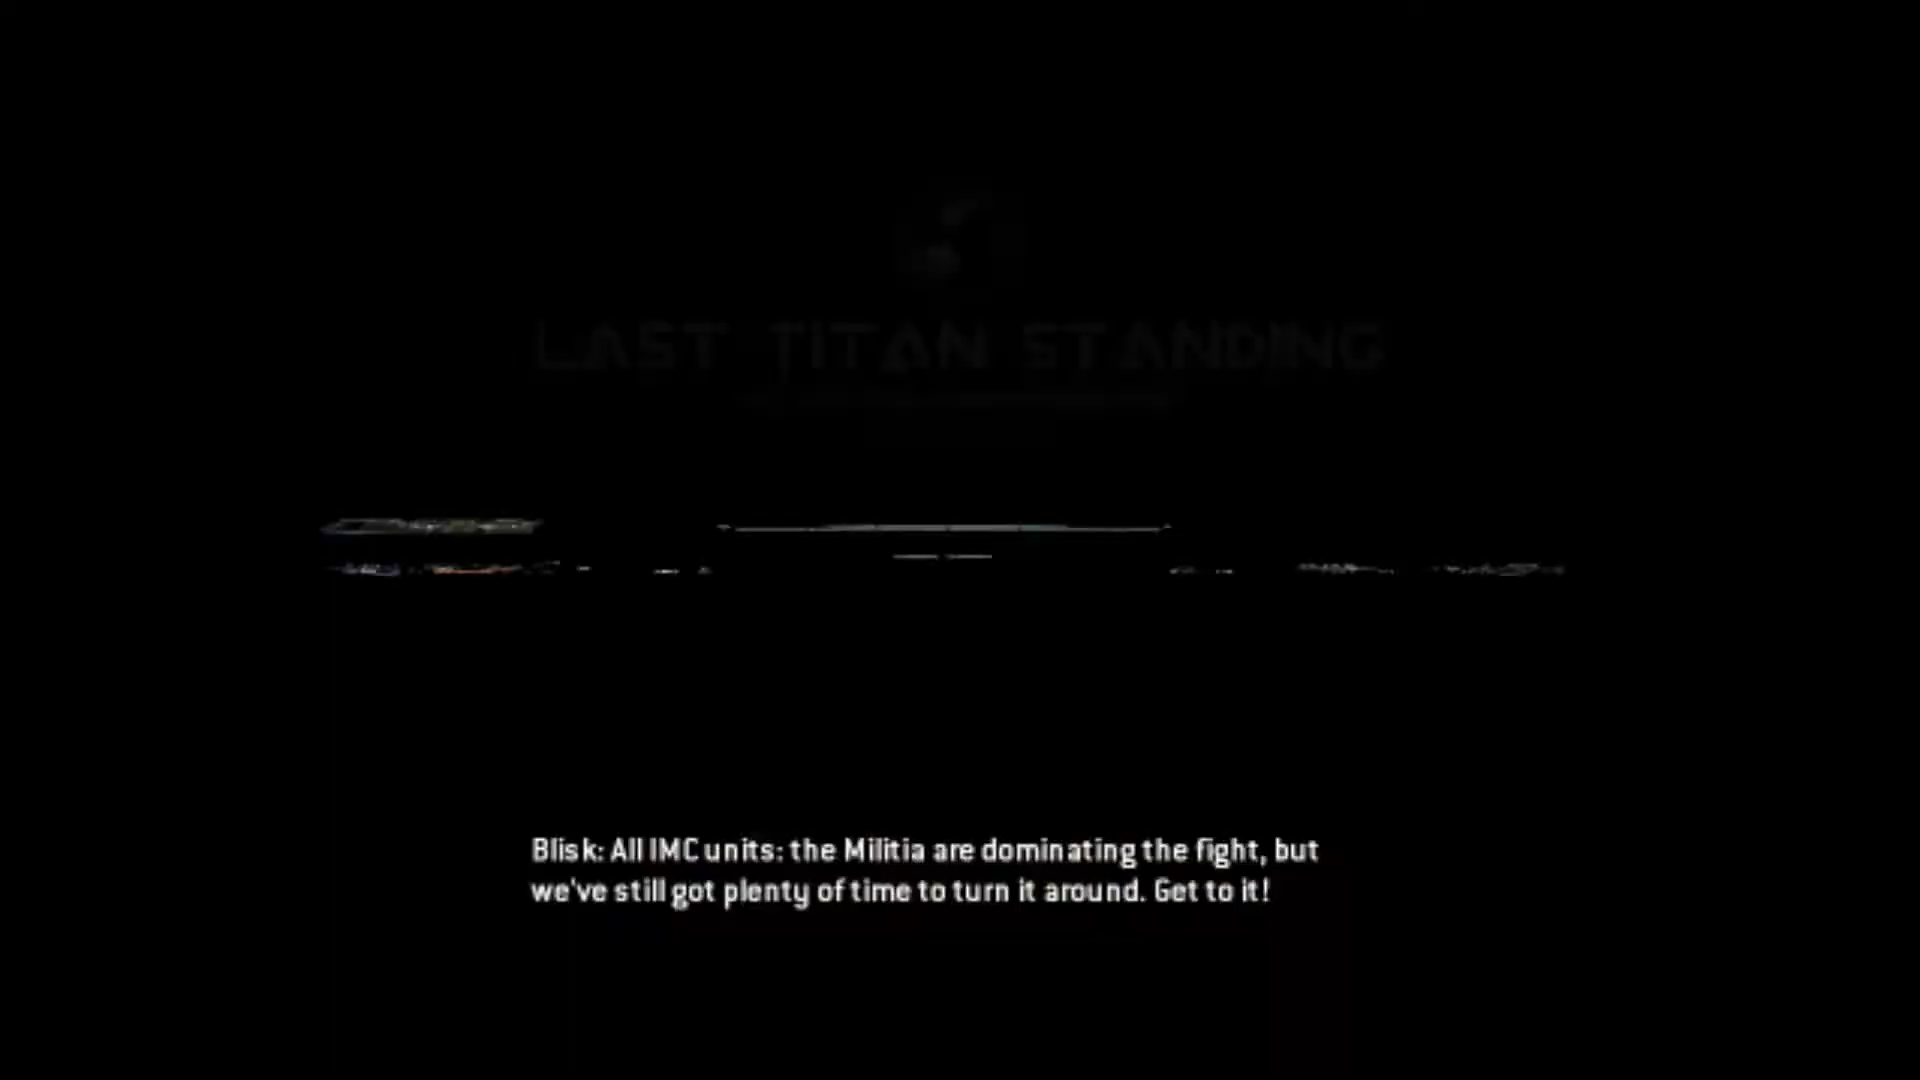 LAST TITAN STANDING
Blisk: All IMC units: the Militia are dominating the fight, but
we've still got plenty of time to turn it around. Get to it!